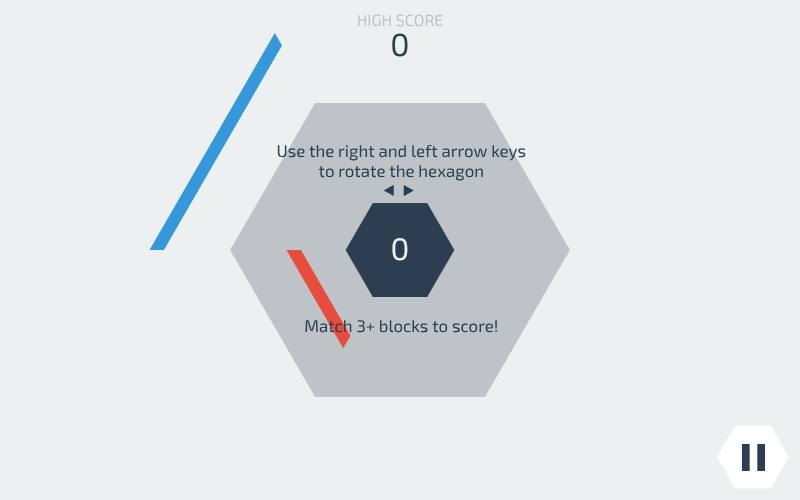 HIGH SCORE
0
Use the right and left arrow keys
to rotate the hexagon
0
Match 3+ blocks to score!